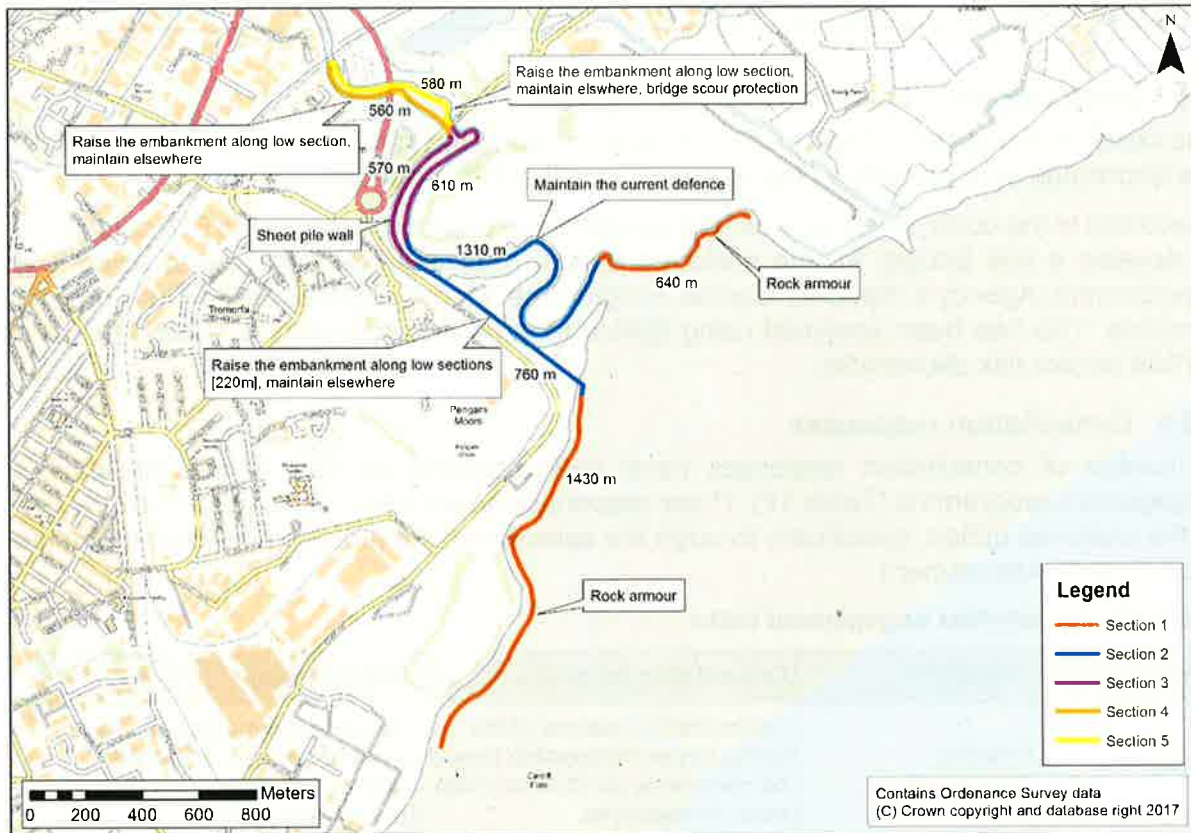 N
580 m
Raise the embankment along low section,
maintain elswhere, bridge scour protection
560 m
Raise the embankment along low section,
maintain elsewhere
570 m
610 m
Maintain the current defence
Sheet pile wall
1310 m
640 m
Rock armour
Tremorfa
Raise the embankment along low sections
[220m], maintain elsewhere
760 m
Pengam
Moors
1430 m
Rock armour
Legend
Section 1
Section 2
Section 3
Section 4
Section 5
Meters
0 200 400 600 800
Contains Ordenance Survey data
(C) Crown copyright and database right 2017